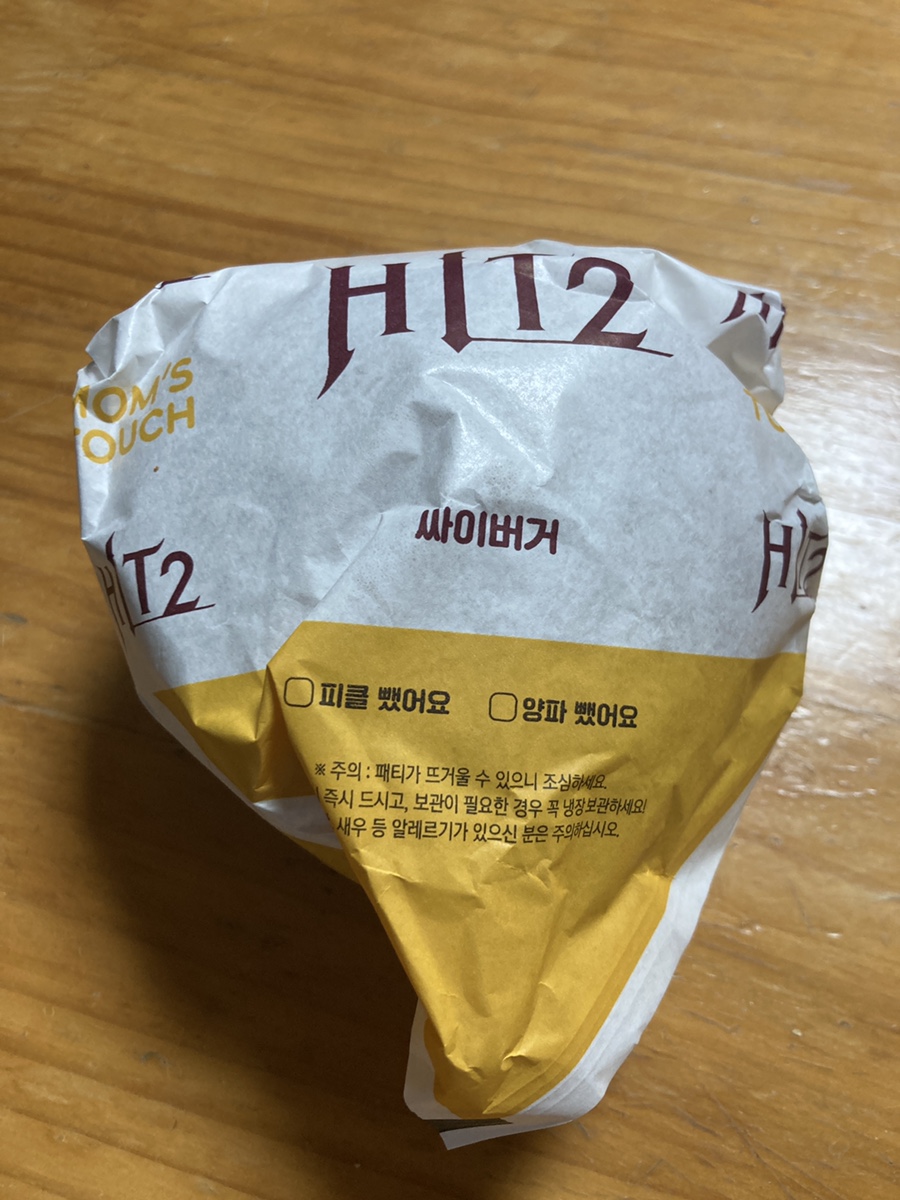 HIT2
MOM'S
TOUCH
싸이버거
HIT2
피클 뺐어요
양파 뺐어요
※ 주의 : 패티가 뜨거울 수 있으니 조심하세요.
즉시 드시고, 보관이 필요한 경우 꼭 냉장보관하세요!
새우 등 알레르기가 있으신 분은 주의하십시오.